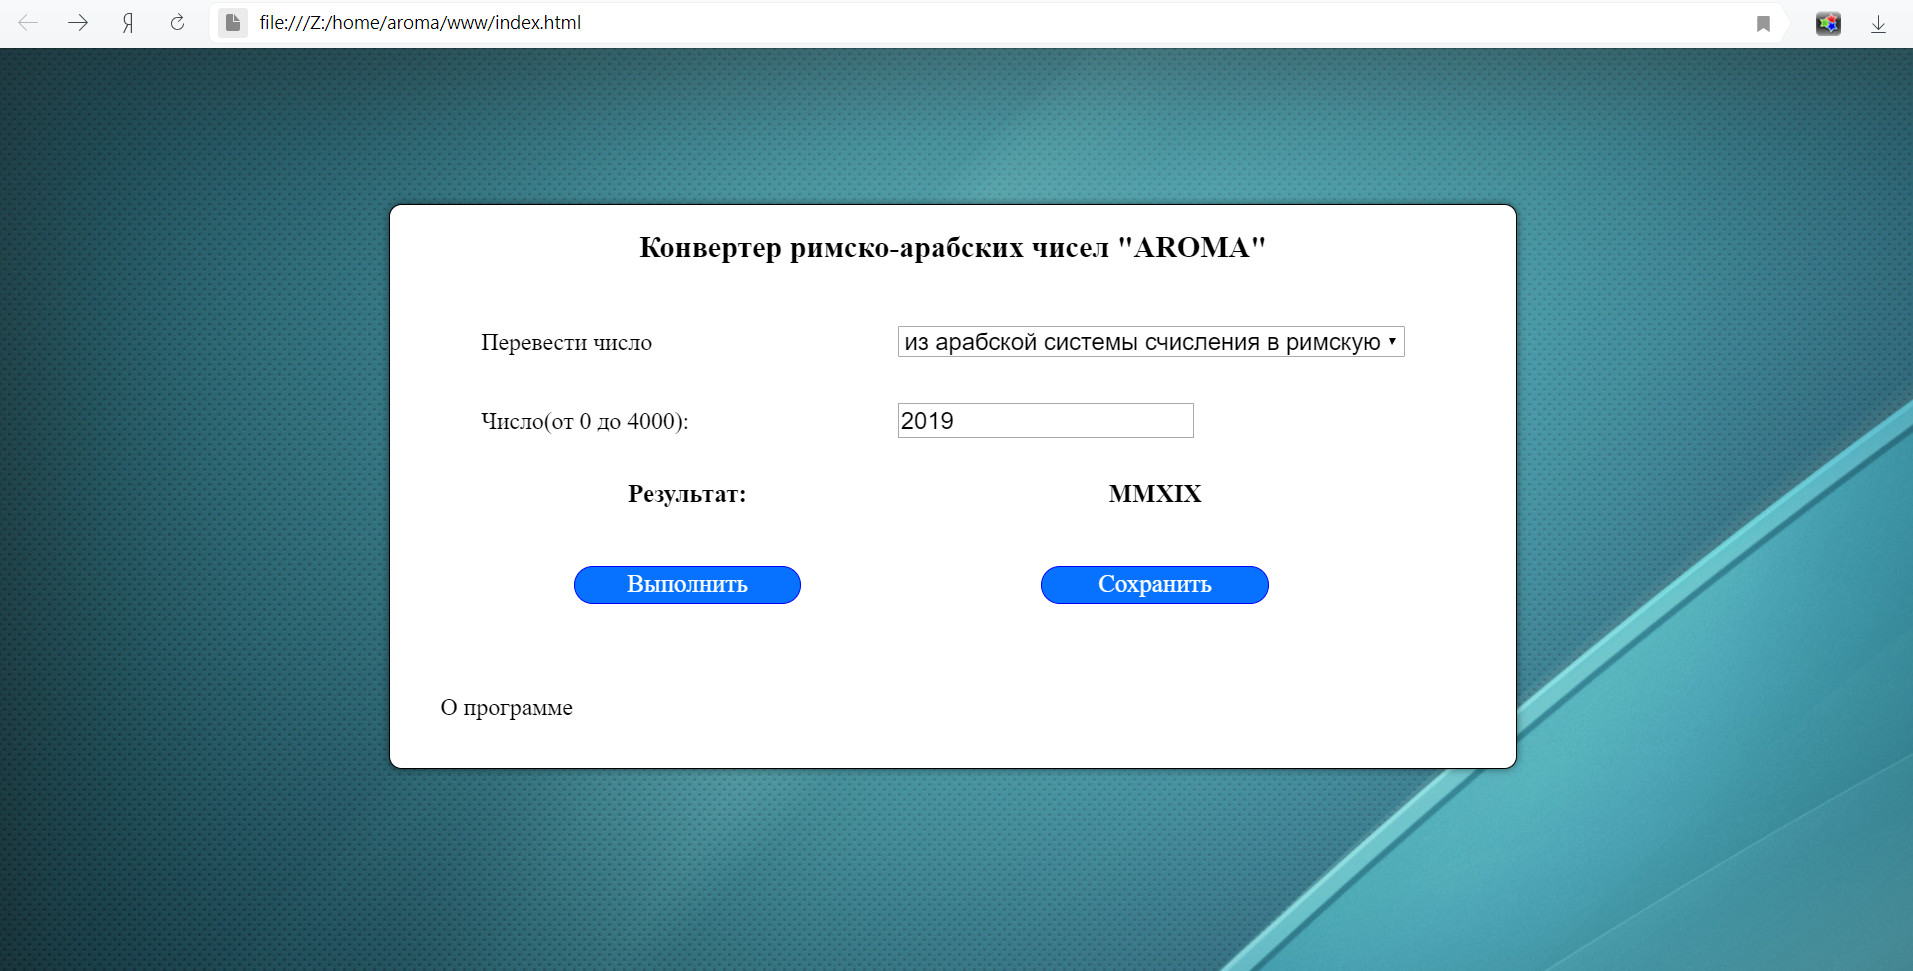 file:///Z:/home/aroma/www/index.html
Конвертер римско-арабских чисел "AROMA"
Перевести число
из арабской системы счисления в римскую
Число(от 0 до 4000):
2019
Результат:
MMXIX
Выполнить
Сохранить
О программе